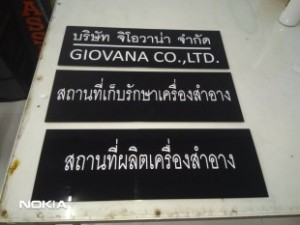 บริษัท จิโอวาน่า จำกัด
GIOVANA CO.,LTD.
สถานที่เก็บรักษาเครื่องสำอาง
สถานที่ผลิตเครื่องสำอาง
NOKIA